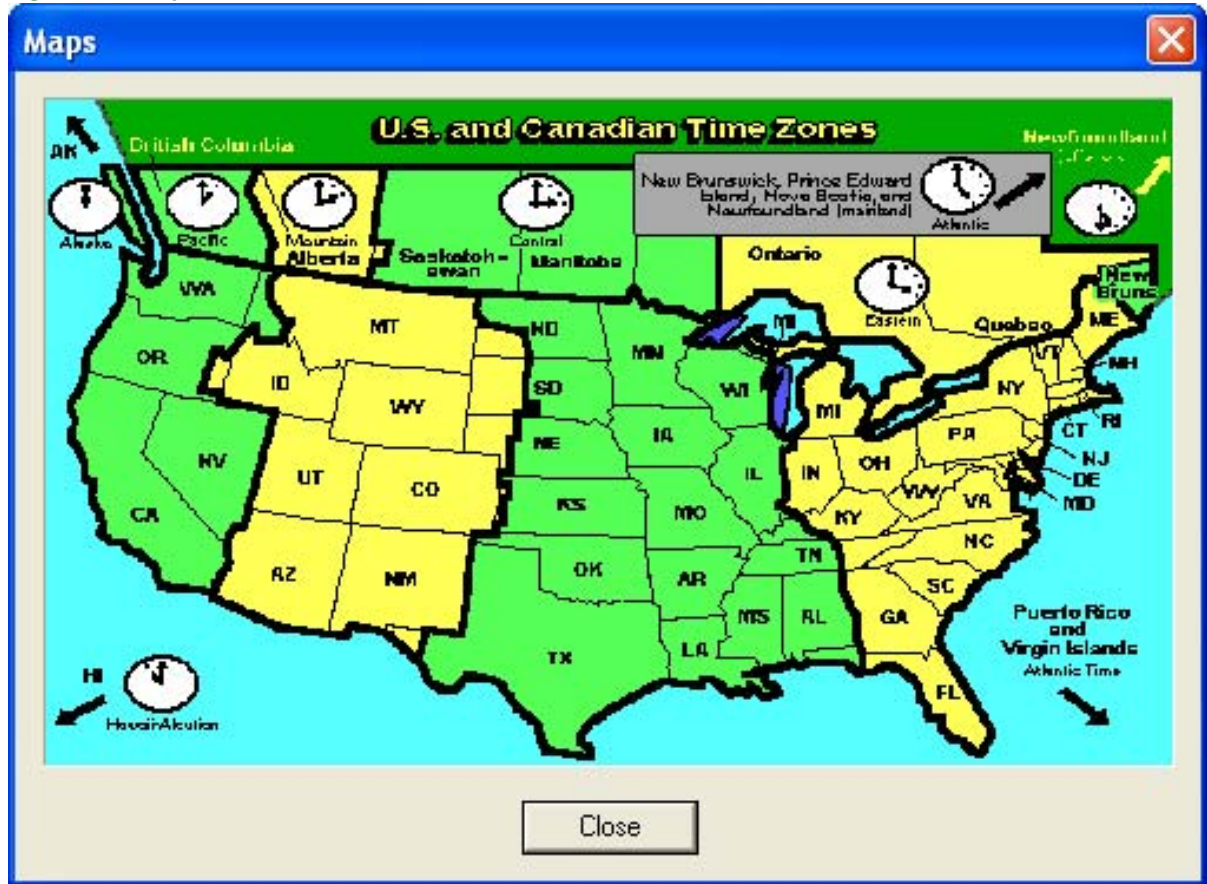 Maps
U.S. and Canadian Time Zones
AK
British Columbia
Newfoundland
New Brunswick, Prince Edward
Island, Nova Scotia, and
Newfoundland (mainland)
Atlantic
Alaska
Pacific
Mountain
Alberta
Central
Saskatch-
ewan
Manitoba
Ontario
Eastern
Quebec
New
Bruns
WA
MT
ND
MN
MI
ME
VT
NH
OR
ID
SD
WI
NY
WY
MI
RI
CT
IA
PA
NJ
NV
UT
CO
NE
IL
IN
OH
DE
MD
CA
KS
MO
WV
VA
KY
AZ
NM
OK
AR
TN
NC
SC
TX
LA
MS
AL
GA
FL
Puerto Rico
and
Virgin Islands
Atlantic Time
HI
Hawaii-Aleutian
Close